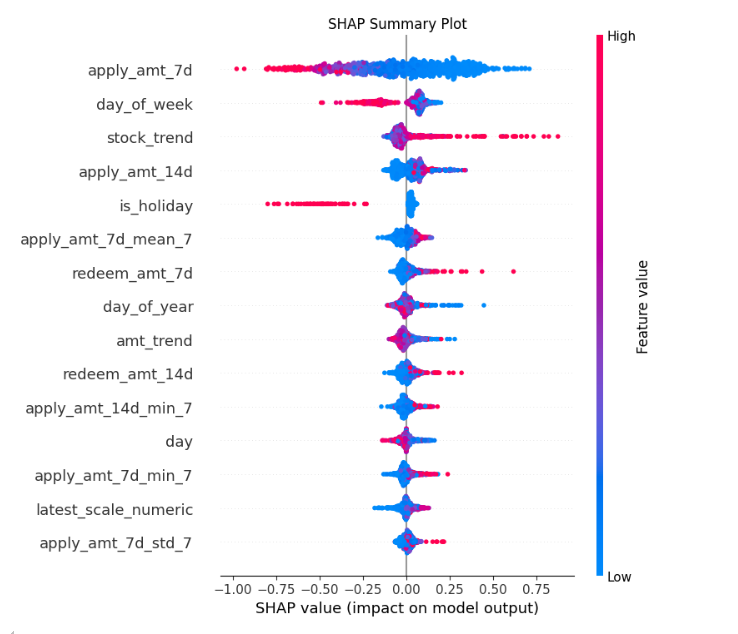 SHAP Summary Plot
High
apply_amt_7d
day_of_week
stock_trend
apply_amt_14d
is_holiday
apply_amt_7d_mean_7
redeem_amt_7d
day_of_year
amt_trend
redeem_amt_14d
apply_amt_14d_min_7
day
apply_amt_7d_min_7
latest_scale_numeric
apply_amt_7d_std_7
Feature value
Low
−1.00 −0.75 −0.50 −0.25 0.00 0.25 0.50 0.75
SHAP value (impact on model output)